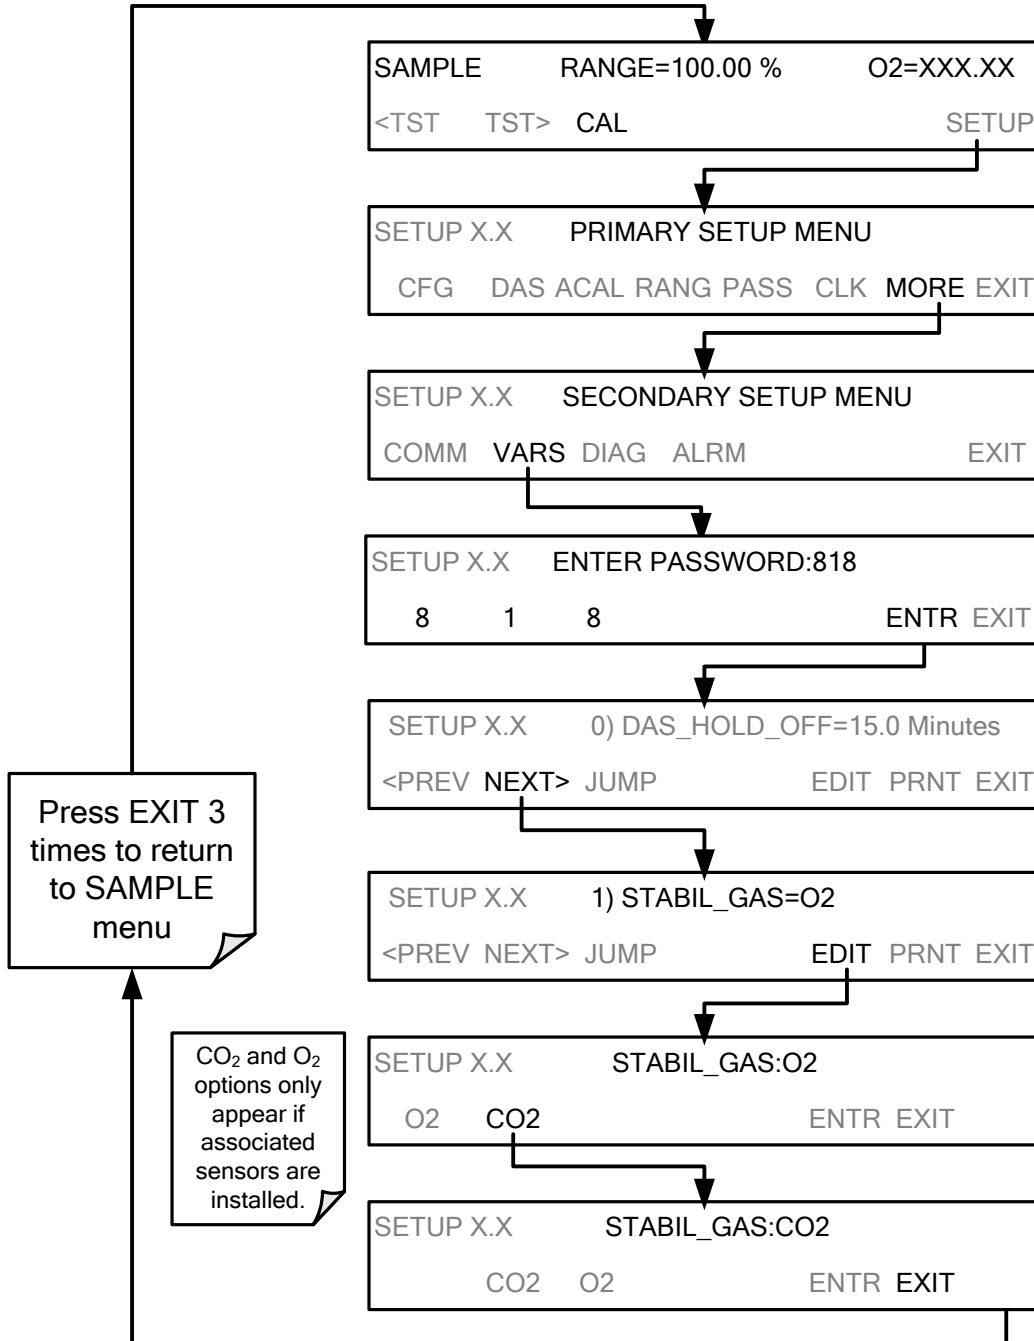 SAMPLE RANGE=100.00 % O2=XXX.XX
<TST TST> CAL SETUP
SETUP X.X PRIMARY SETUP MENU
CFG DAS ACAL RANG PASS CLK MORE EXIT
SETUP X.X SECONDARY SETUP MENU
COMM VARS DIAG ALRM EXIT
SETUP X.X ENTER PASSWORD:818
8 1 8 ENTR EXIT
SETUP X.X 0) DAS_HOLD_OFF=15.0 Minutes
<PREV NEXT> JUMP EDIT PRNT EXIT
Press EXIT 3
times to return
to SAMPLE
menu
SETUP X.X 1) STABIL_GAS=O2
<PREV NEXT> JUMP EDIT PRNT EXIT
CO₂ and O₂
options only
appear if
associated
sensors are
installed.
SETUP X.X STABIL_GAS:O2
O2 CO2 ENTR EXIT
SETUP X.X STABIL_GAS:CO2
CO2 O2 ENTR EXIT